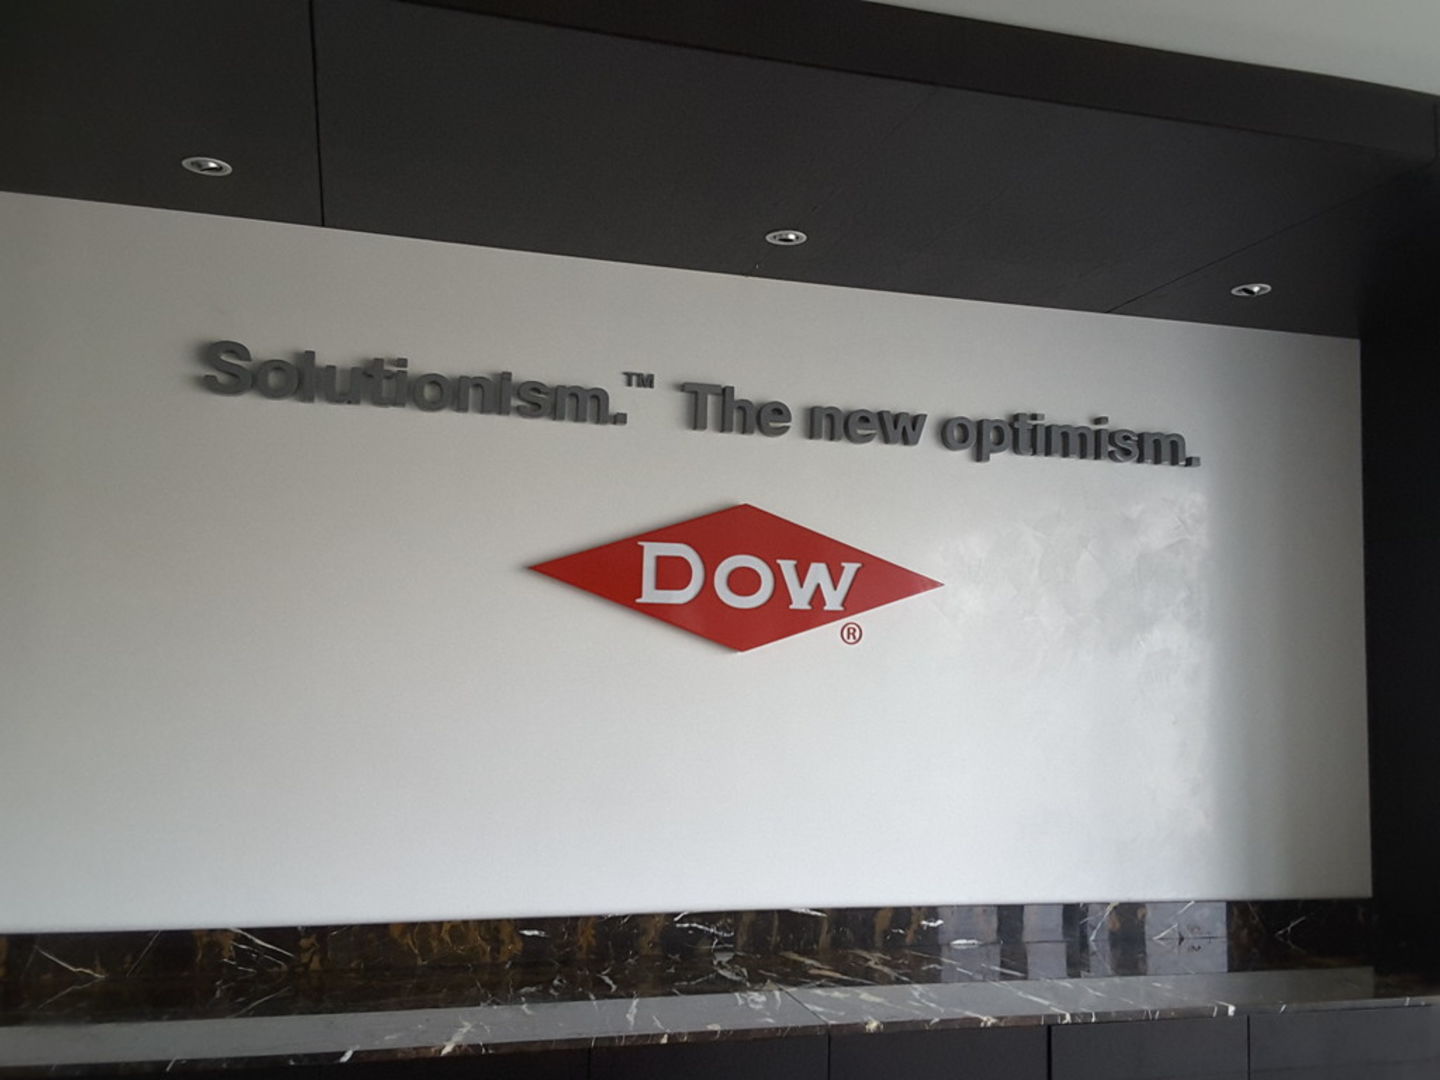 Solutionism.™ The new optimism.
Dow
®